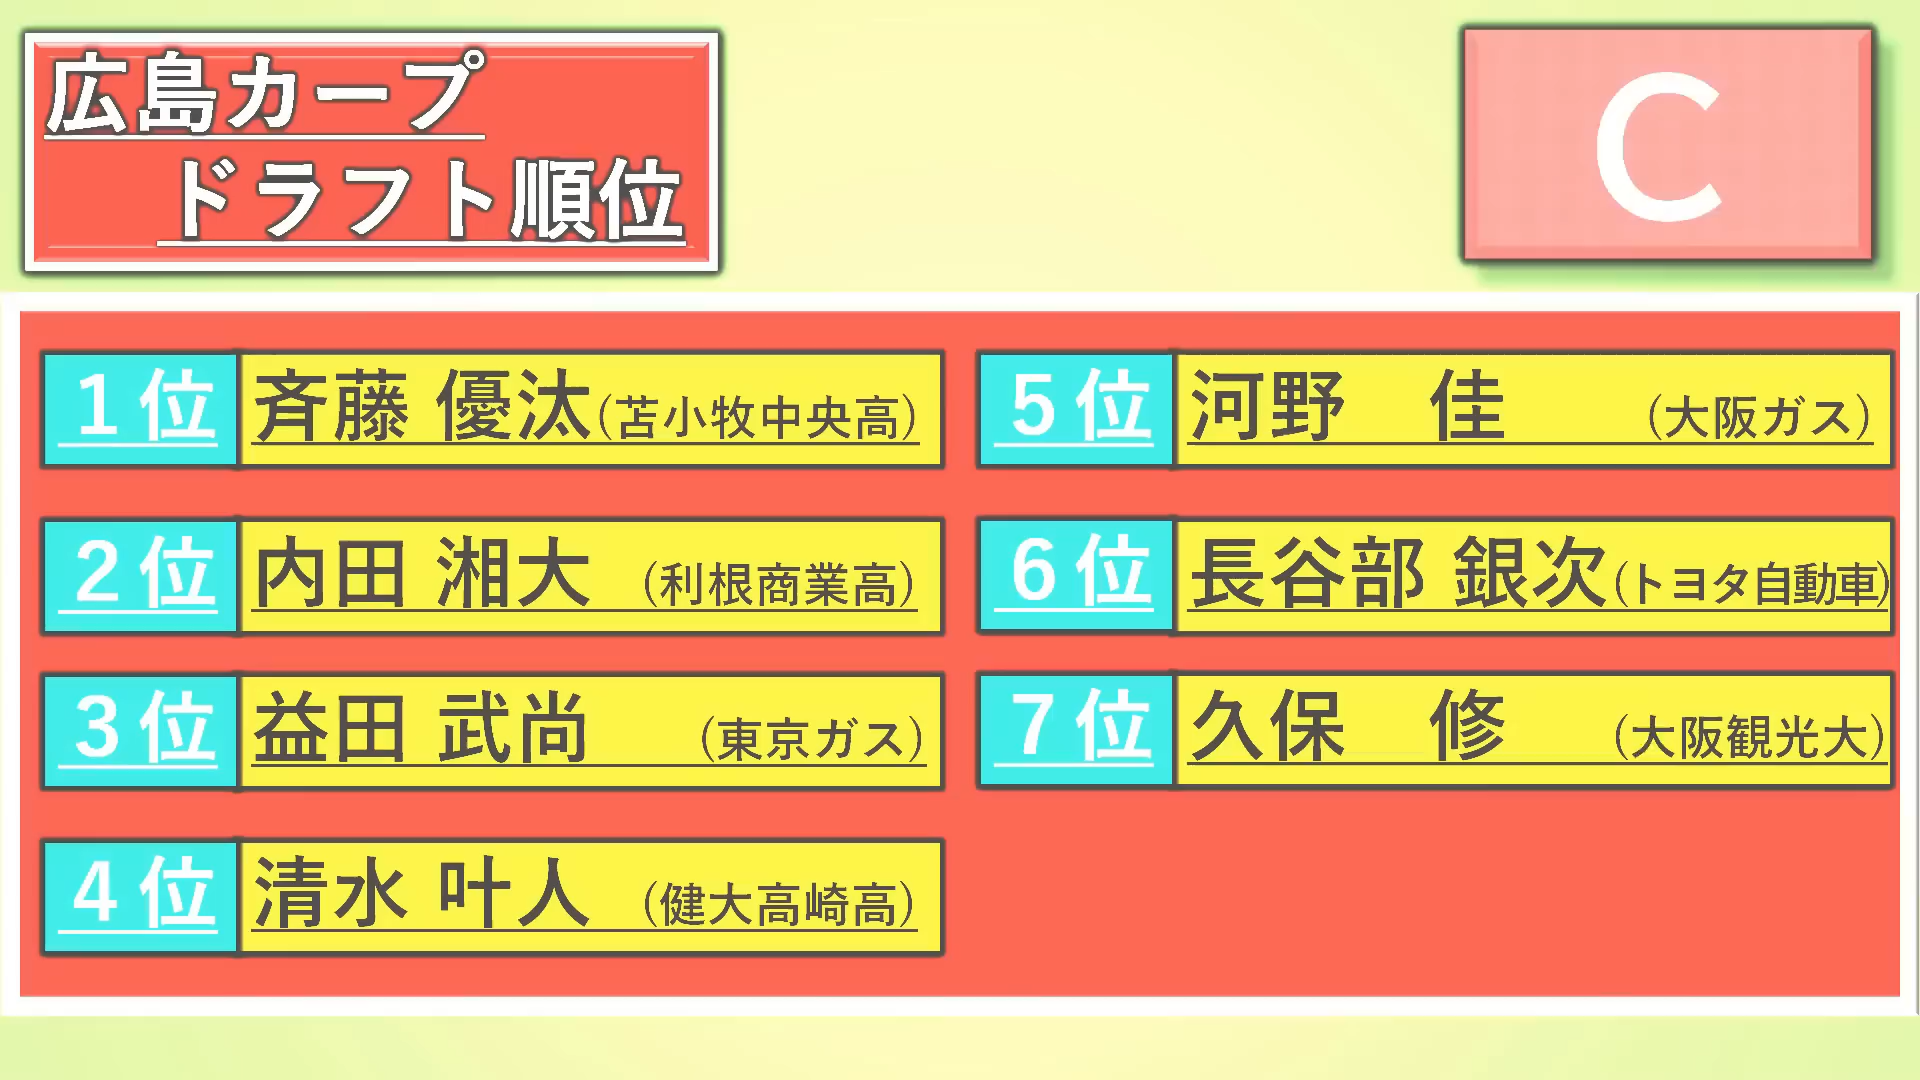 広島カープ
ドラフト順位
C
1位 斉藤 優汰(苫小牧中央高)
2位 内田 湘大 (利根商業高)
3位 益田 武尚 (東京ガス)
4位 清水 叶人 (健大高崎高)
5位 河野 佳 (大阪ガス)
6位 長谷部 銀次(トヨタ自動車)
7位 久保 修 (大阪観光大)